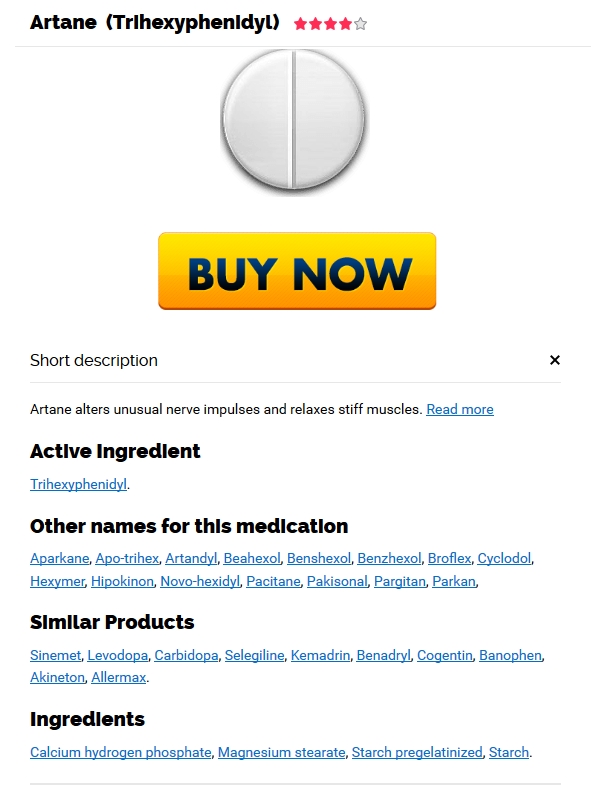 Artane (Trihexyphenidyl)
BUY NOW
Short description ×
Artane alters unusual nerve impulses and relaxes stiff muscles. Read more
Active Ingredient
Trihexyphenidyl.
Other names for this medication
Aparkane, Apo-trihex, Artandyl, Beahexol, Benshexol, Benzhexol, Broflex, Cyclodol,
Hexymer, Hipokinon, Novo-hexidyl, Pacitane, Pakisonal, Pargitan, Parkan,
Similar Products
Sinemet, Levodopa, Carbidopa, Selegiline, Kemadrin, Benadryl, Cogentin, Banophen,
Akineton, Allermax.
Ingredients
Calcium hydrogen phosphate, Magnesium stearate, Starch pregelatinized, Starch.